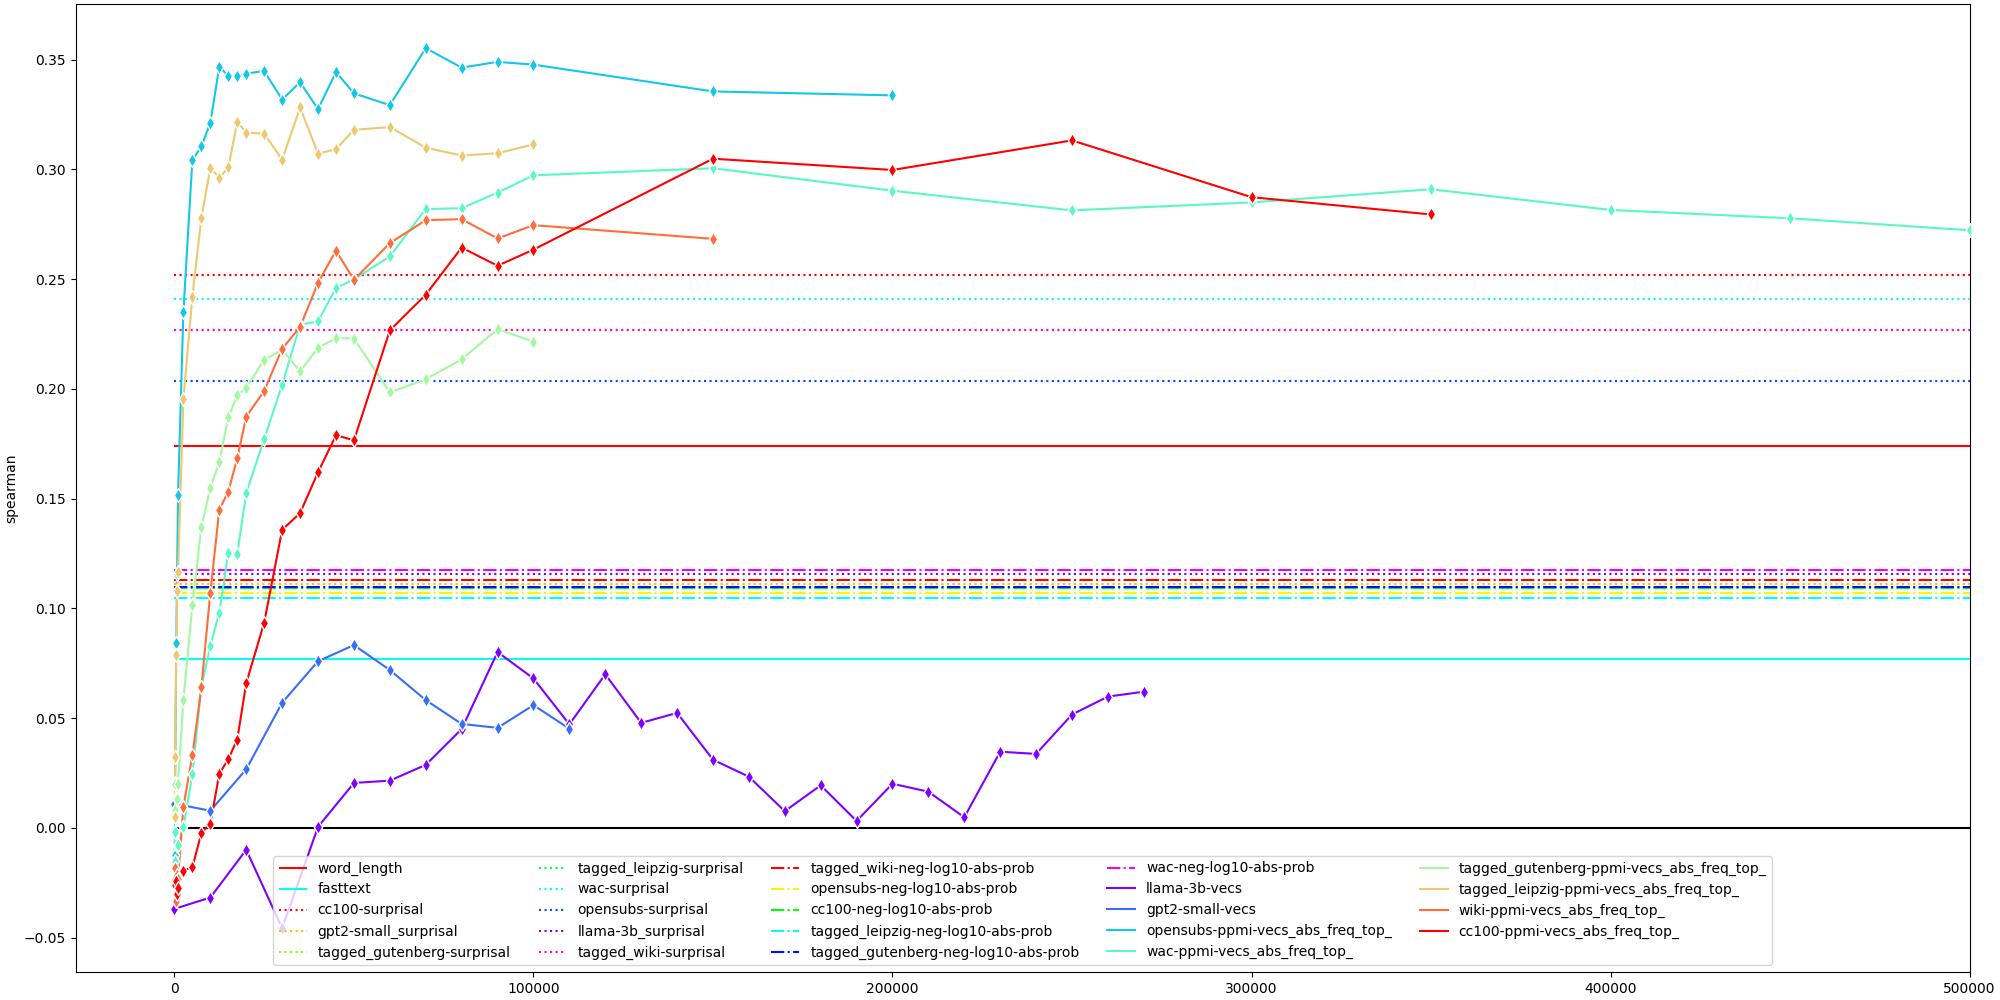 0.35
0.30
0.25
0.20
0.15
0.10
0.05
0.00
−0.05
spearman
word_length
fasttext
cc100-surprisal
gpt2-small_surprisal
tagged_gutenberg-surprisal
tagged_leipzig-surprisal
wac-surprisal
opensubs-surprisal
llama-3b_surprisal
tagged_wiki-surprisal
tagged_wiki-neg-log10-abs-prob
opensubs-neg-log10-abs-prob
cc100-neg-log10-abs-prob
tagged_leipzig-neg-log10-abs-prob
tagged_gutenberg-neg-log10-abs-prob
wac-neg-log10-abs-prob
llama-3b-vecs
gpt2-small-vecs
opensubs-ppmi-vecs_abs_freq_top_
wac-ppmi-vecs_abs_freq_top_
tagged_gutenberg-ppmi-vecs_abs_freq_top_
tagged_leipzig-ppmi-vecs_abs_freq_top_
wiki-ppmi-vecs_abs_freq_top_
cc100-ppmi-vecs_abs_freq_top_
0 100000 200000 300000 400000 500000